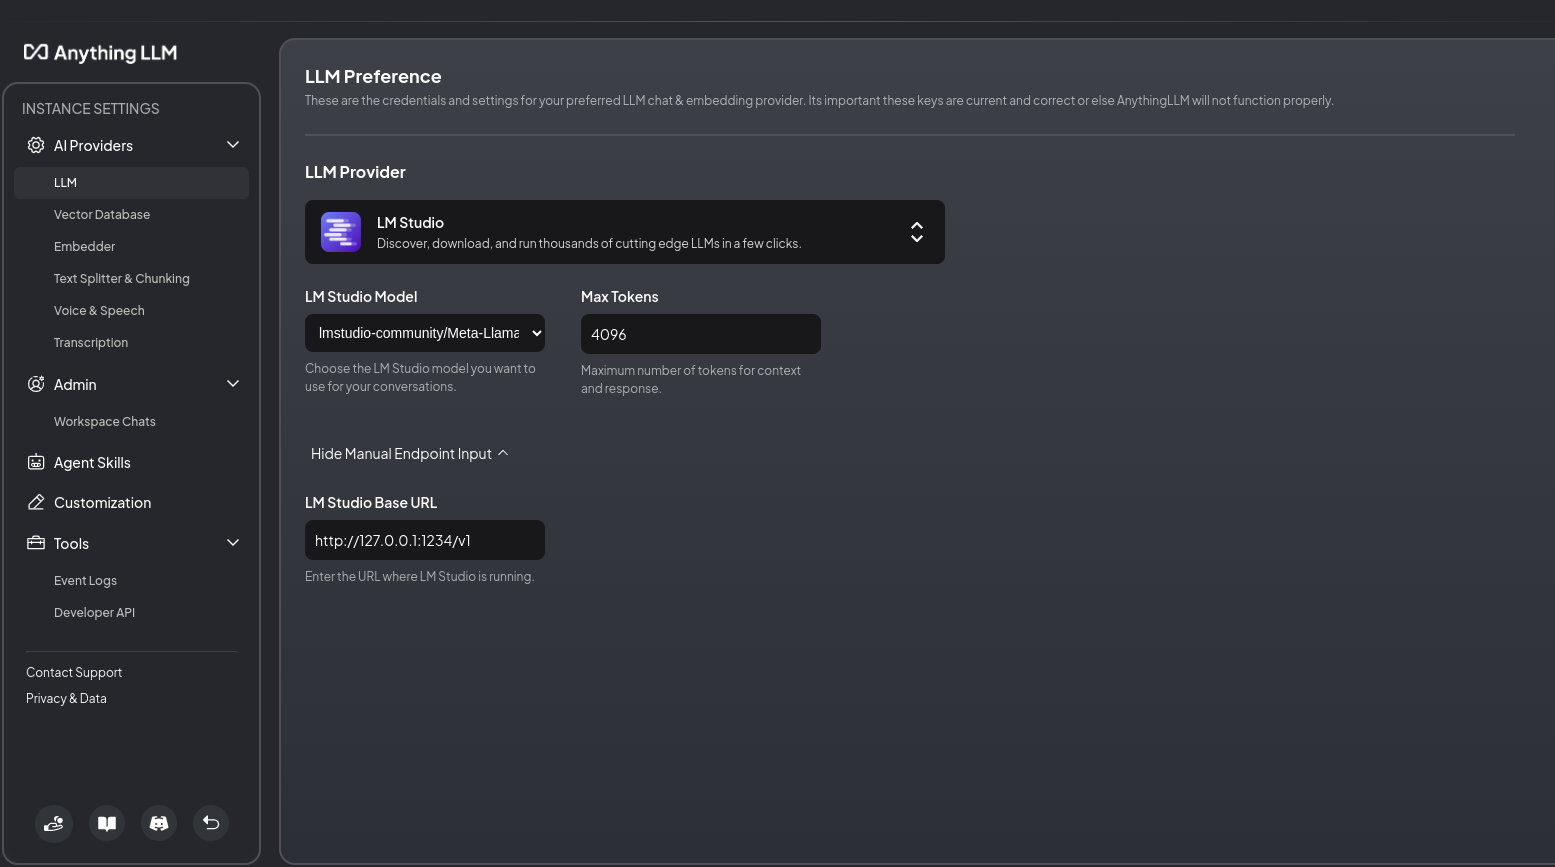 Anything LLM
INSTANCE SETTINGS
AI Providers
LLM
Vector Database
Embedder
Text Splitter & Chunking
Voice & Speech
Transcription
Admin
Workspace Chats
Agent Skills
Customization
Tools
Event Logs
Developer API
Contact Support
Privacy & Data
LLM Preference
These are the credentials and settings for your preferred LLM chat & embedding provider. Its important these keys are current and correct or else AnythingLLM will not function properly.
LLM Provider
LM Studio
Discover, download, and run thousands of cutting edge LLMs in a few clicks.
LM Studio Model
lmstudio-community/Meta-Llama
Choose the LM Studio model you want to
use for your conversations.
Max Tokens
4096
Maximum number of tokens for context
and response.
Hide Manual Endpoint Input
LM Studio Base URL
http://127.0.0.1:1234/v1
Enter the URL where LM Studio is running.